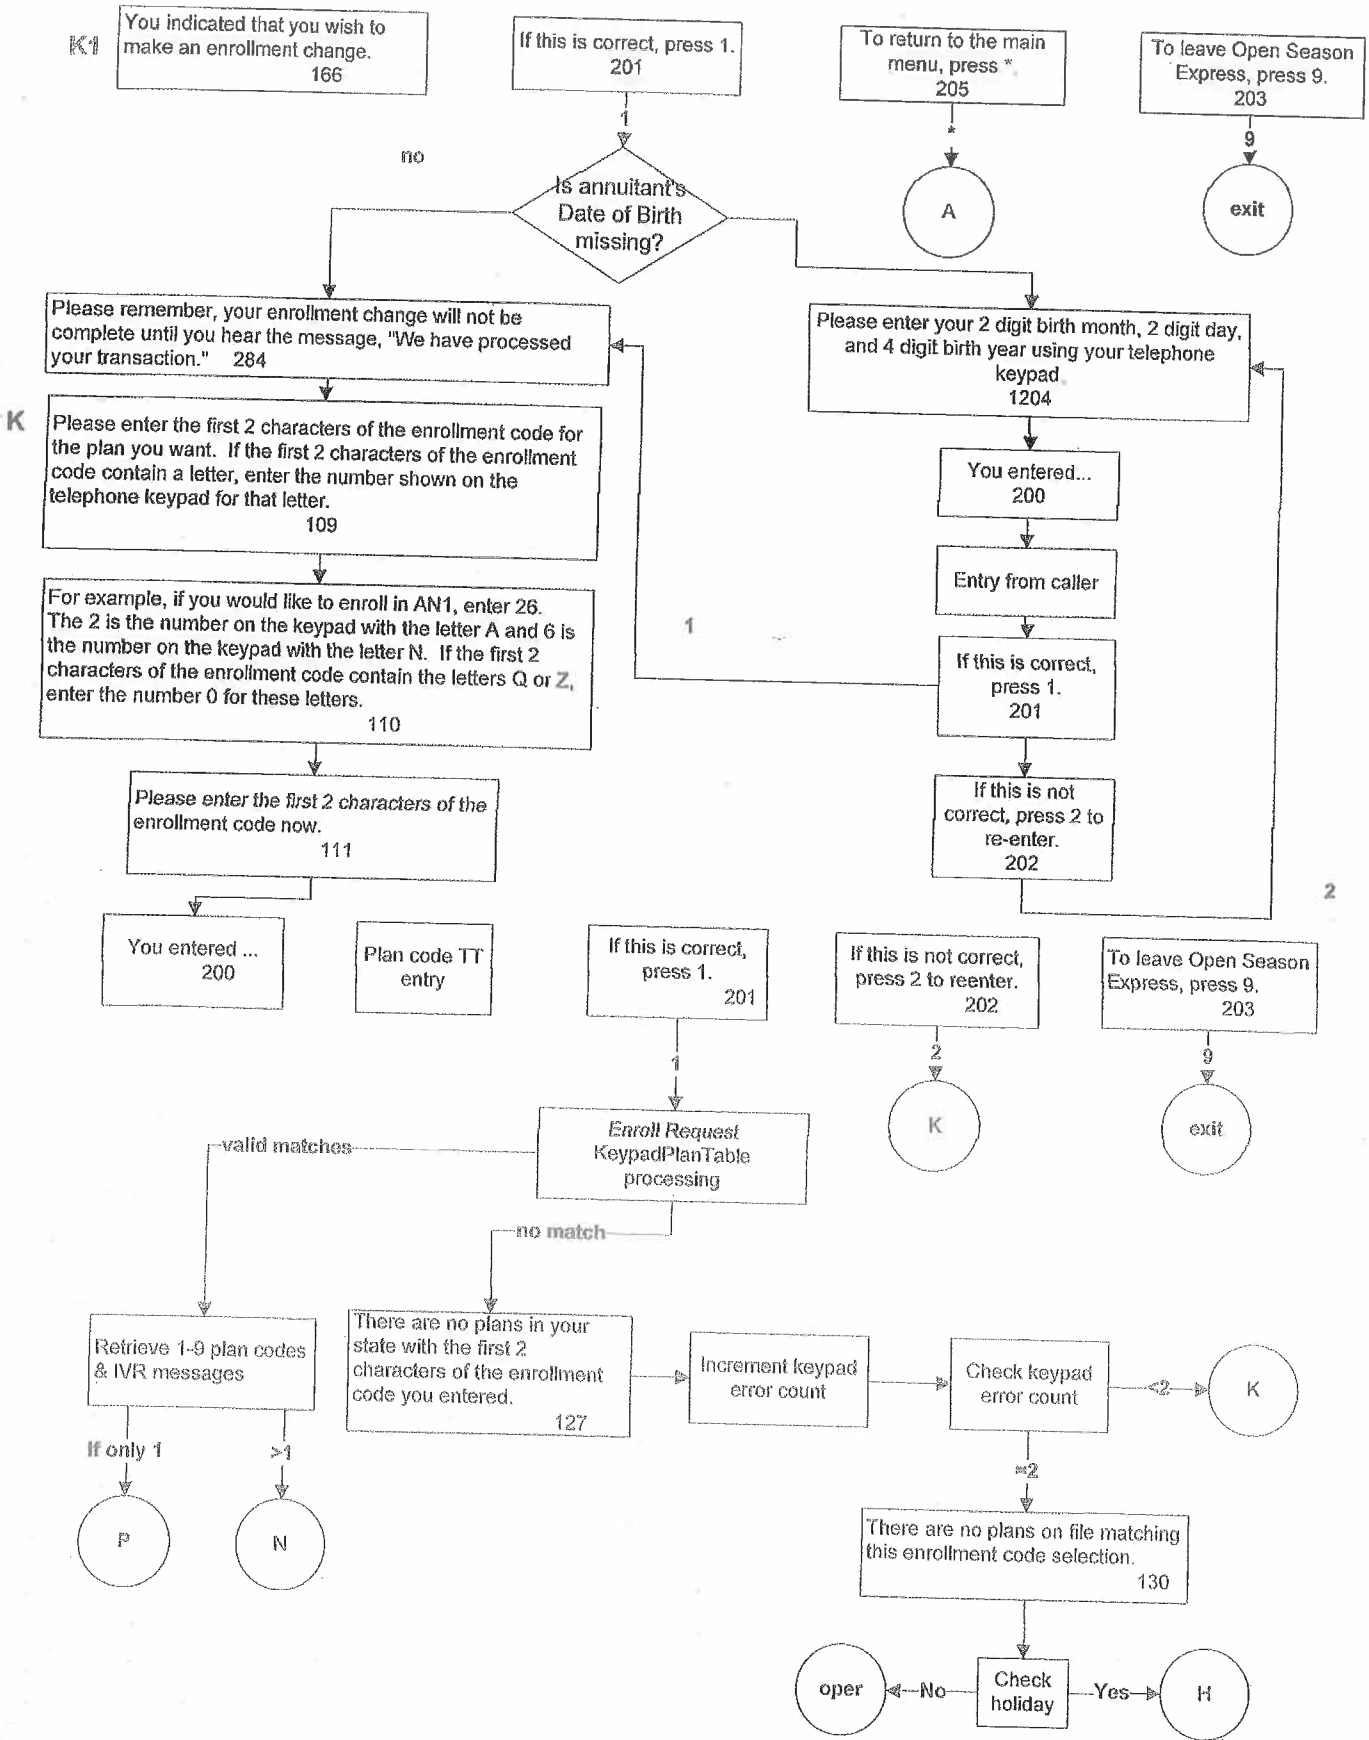 K1
You indicated that you wish to
make an enrollment change.
166
If this is correct, press 1.
201
To return to the main
menu, press *.
205
To leave Open Season
Express, press 9.
203
1
*
9
no
Is annuitant's
Date of Birth
missing?
A
exit
Please remember, your enrollment change will not be
complete until you hear the message, "We have processed
your transaction." 284
Please enter your 2 digit birth month, 2 digit day,
and 4 digit birth year using your telephone
keypad
1204
K
Please enter the first 2 characters of the enrollment code for
the plan you want. If the first 2 characters of the enrollment
code contain a letter, enter the number shown on the
telephone keypad for that letter.
109
You entered...
200
Entry from caller
For example, if you would like to enroll in AN1, enter 26.
The 2 is the number on the keypad with the letter A and 6 is
the number on the keypad with the letter N. If the first 2
characters of the enrollment code contain the letters Q or Z,
enter the number 0 for these letters.
110
1
If this is correct,
press 1.
201
Please enter the first 2 characters of the
enrollment code now.
111
If this is not
correct, press 2 to
re-enter.
202
2
You entered ...
200
Plan code TT
entry
If this is correct,
press 1.
201
If this is not correct,
press 2 to reenter.
202
To leave Open Season
Express, press 9.
203
1
2
9
K
exit
Enroll Request
KeypadPlanTable
processing
valid matches
no match
Retrieve 1-9 plan codes
& IVR messages
There are no plans in your
state with the first 2
characters of the enrollment
code you entered.
127
Increment keypad
error count
Check keypad
error count
<2
K
If only 1
>1
=2
P
N
There are no plans on file matching
this enrollment code selection.
130
oper
No
Check
holiday
Yes
H